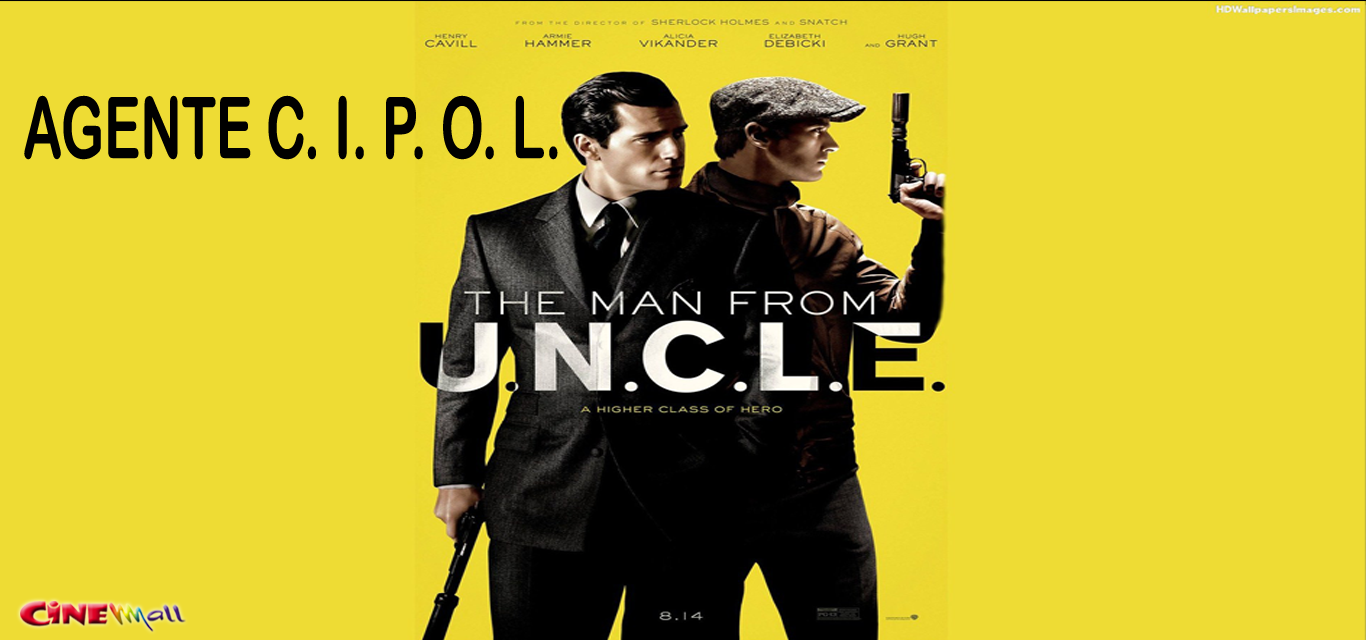 HDWallpapersImages.com
FROM THE DIRECTOR OF SHERLOCK HOLMES AND SNATCH
HENRY CAVILL ARMIE HAMMER ALICIA VIKANDER ELIZABETH DEBICKI AND HUGH GRANT
AGENTE C. I. P. O. L.
THE MAN FROM
U.N.C.L.E.
A HIGHER CLASS OF HERO
CINEMALL
8.14